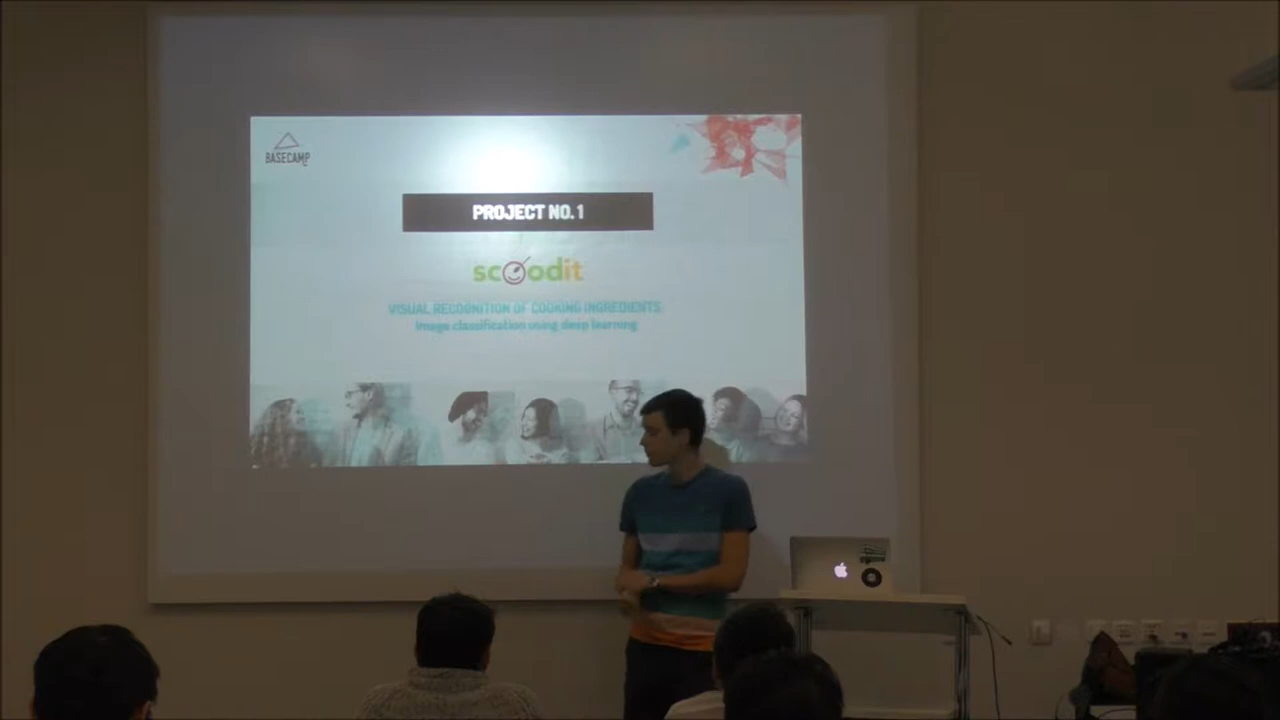 BASECAMP
PROJECT NO. 1
scoodit
VISUAL RECOGNITION OF COOKING INGREDIENTS
Image classification using deep learning